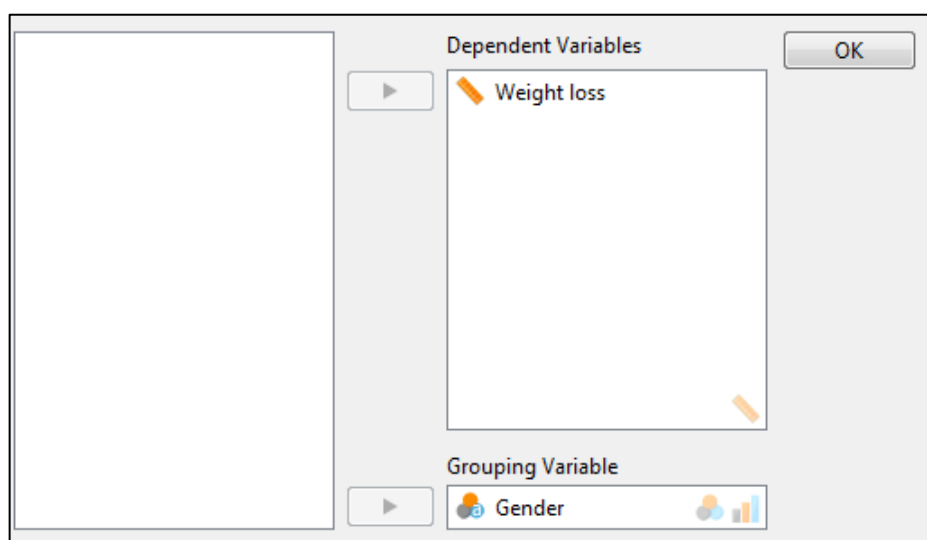 Dependent Variables
OK
Weight loss
Grouping Variable
Gender